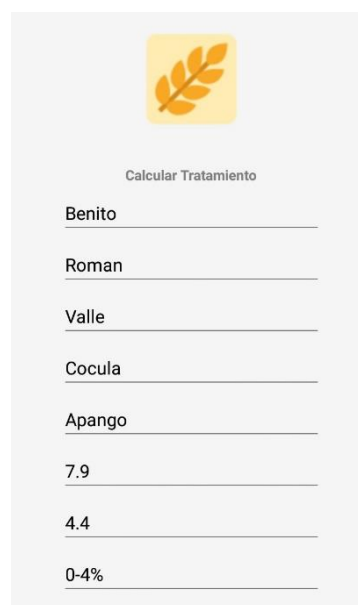 Calcular Tratamiento
Benito
Roman
Valle
Cocula
Apango
7.9
4.4
0-4%